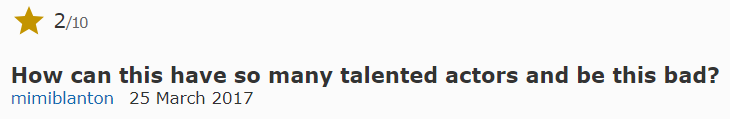 2/10
How can this have so many talented actors and be this bad?
mimiblanton 25 March 2017